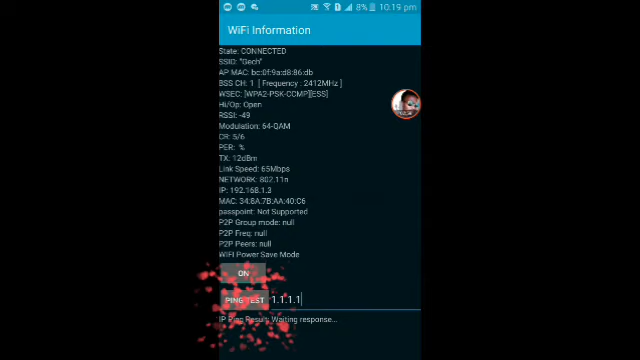 8% 10:19 pm
WiFi Information
State: CONNECTED
SSID: "Gech"
AP MAC: bc:0f:9a:d8:86:db
BSS CH: 1 [ Frequency : 2412MHz ]
WSEC: [WPA2-PSK-CCMP][ESS]
Hi/Op: Open
RSSI: -49
Modulation: 64-QAM
CR: 5/6
PER: %
TX: 12dBm
Link Speed: 65Mbps
NETWORK: 802.11n
IP: 192.168.1.3
MAC: 34:8A:7B:AA:40:C6
passpoint: Not Supported
P2P Group mode: null
P2P Freq: null
P2P Peers: null
WIFI Power Save Mode
ON
PING TEST 1.1.1.1
IP Ping Result: Waiting response...